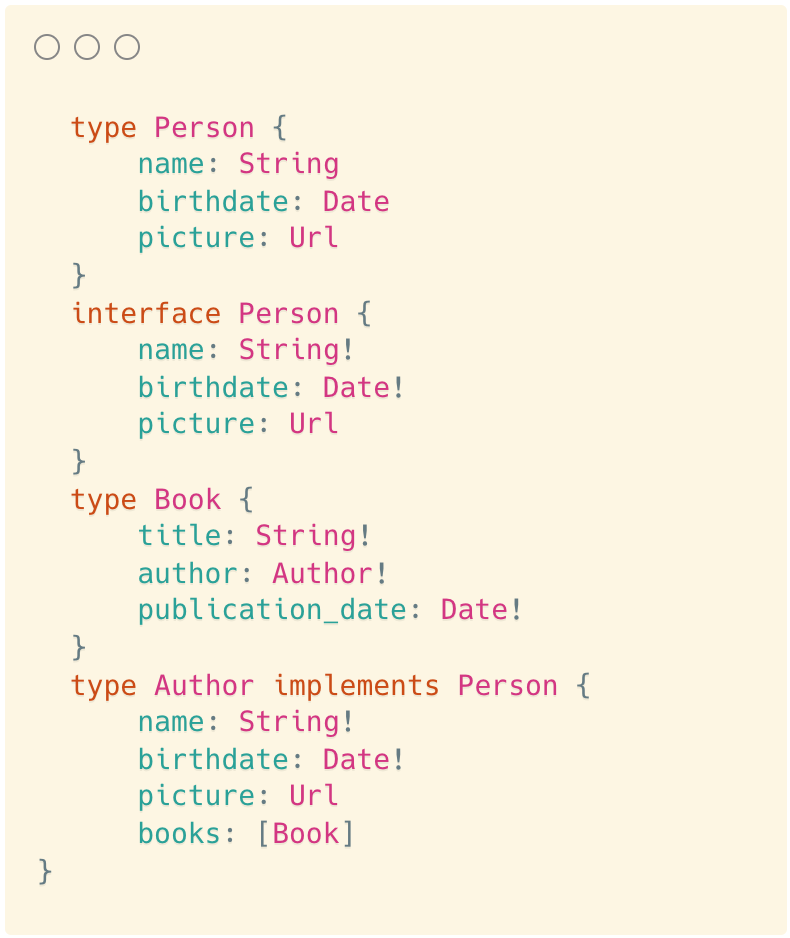 type Person {
name: String
birthdate: Date
picture: Url
}
interface Person {
name: String!
birthdate: Date!
picture: Url
}
type Book {
title: String!
author: Author!
publication_date: Date!
}
type Author implements Person {
name: String!
birthdate: Date!
picture: Url
books: [Book]
}